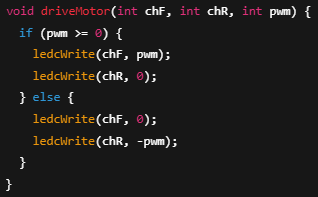 void driveMotor(int chF, int chR, int pwm) {
  if (pwm >= 0) {
    ledcWrite(chF, pwm);
    ledcWrite(chR, 0);
  } else {
    ledcWrite(chF, 0);
    ledcWrite(chR, -pwm);
  }
}